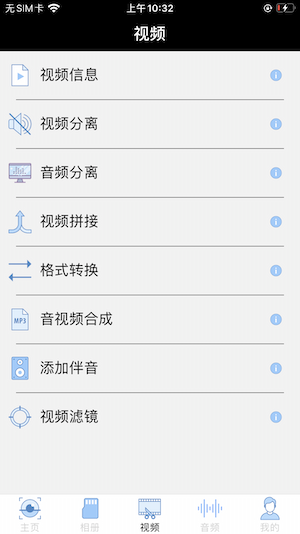 无SIM卡
上午10:32
视频
视频信息
视频分离
音频分离
视频拼接
格式转换
MP3
音视频合成
添加伴音
视频滤镜
主页
相册
视频
音频
我的